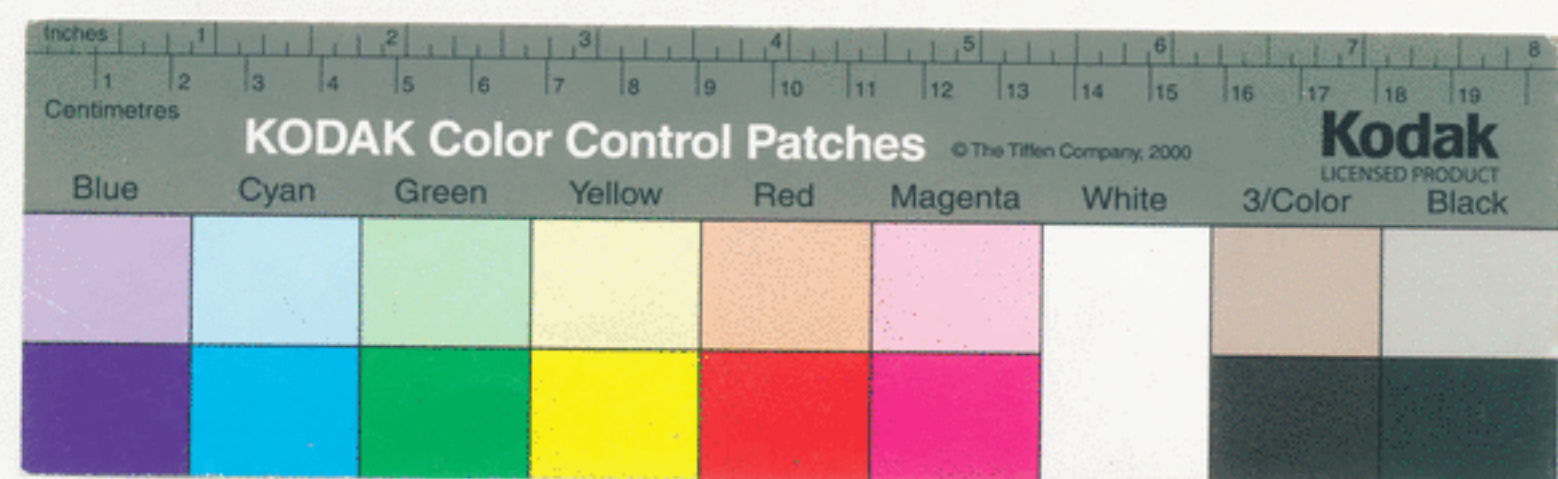 Inches 1 2 3 4 5 6 7 8
1 2 3 4 5 6 7 8 9 10 11 12 13 14 15 16 17 18 19
Centimetres
KODAK Color Control Patches © The Tiffen Company, 2000 Kodak
LICENSED PRODUCT
Blue Cyan Green Yellow Red Magenta White 3/Color Black